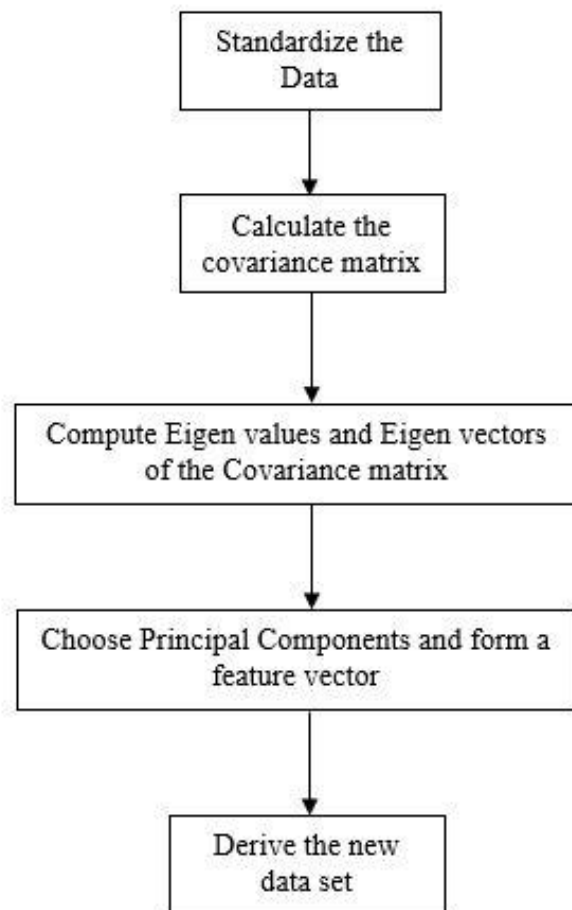 Standardize the
Data
Calculate the
covariance matrix
Compute Eigen values and Eigen vectors
of the Covariance matrix
Choose Principal Components and form a
feature vector
Derive the new
data set